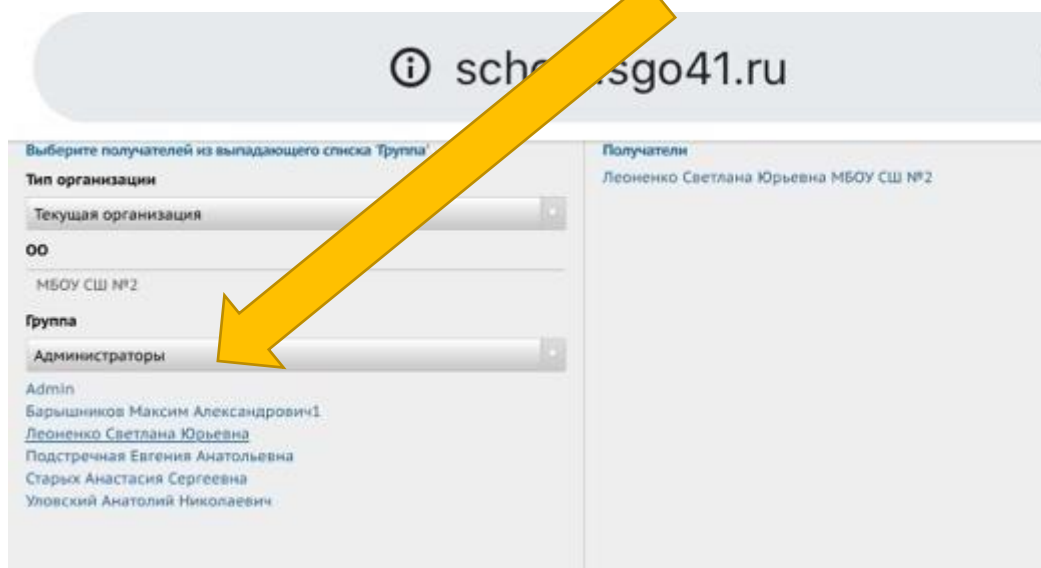 sgo41.ru
Выберите получателей из выпадающего списка 'Группа'
Тип организации
Текущая организация
ОО
МБОУ СШ №2
Группа
Администраторы
Admin
Барышников Максим Александрович1
Леоненко Светлана Юрьевна
Подстречная Евгения Анатольевна
Старых Анастасия Сергеевна
Уловский Анатолий Николаевич
Получатели
Леоненко Светлана Юрьевна МБОУ СШ №2